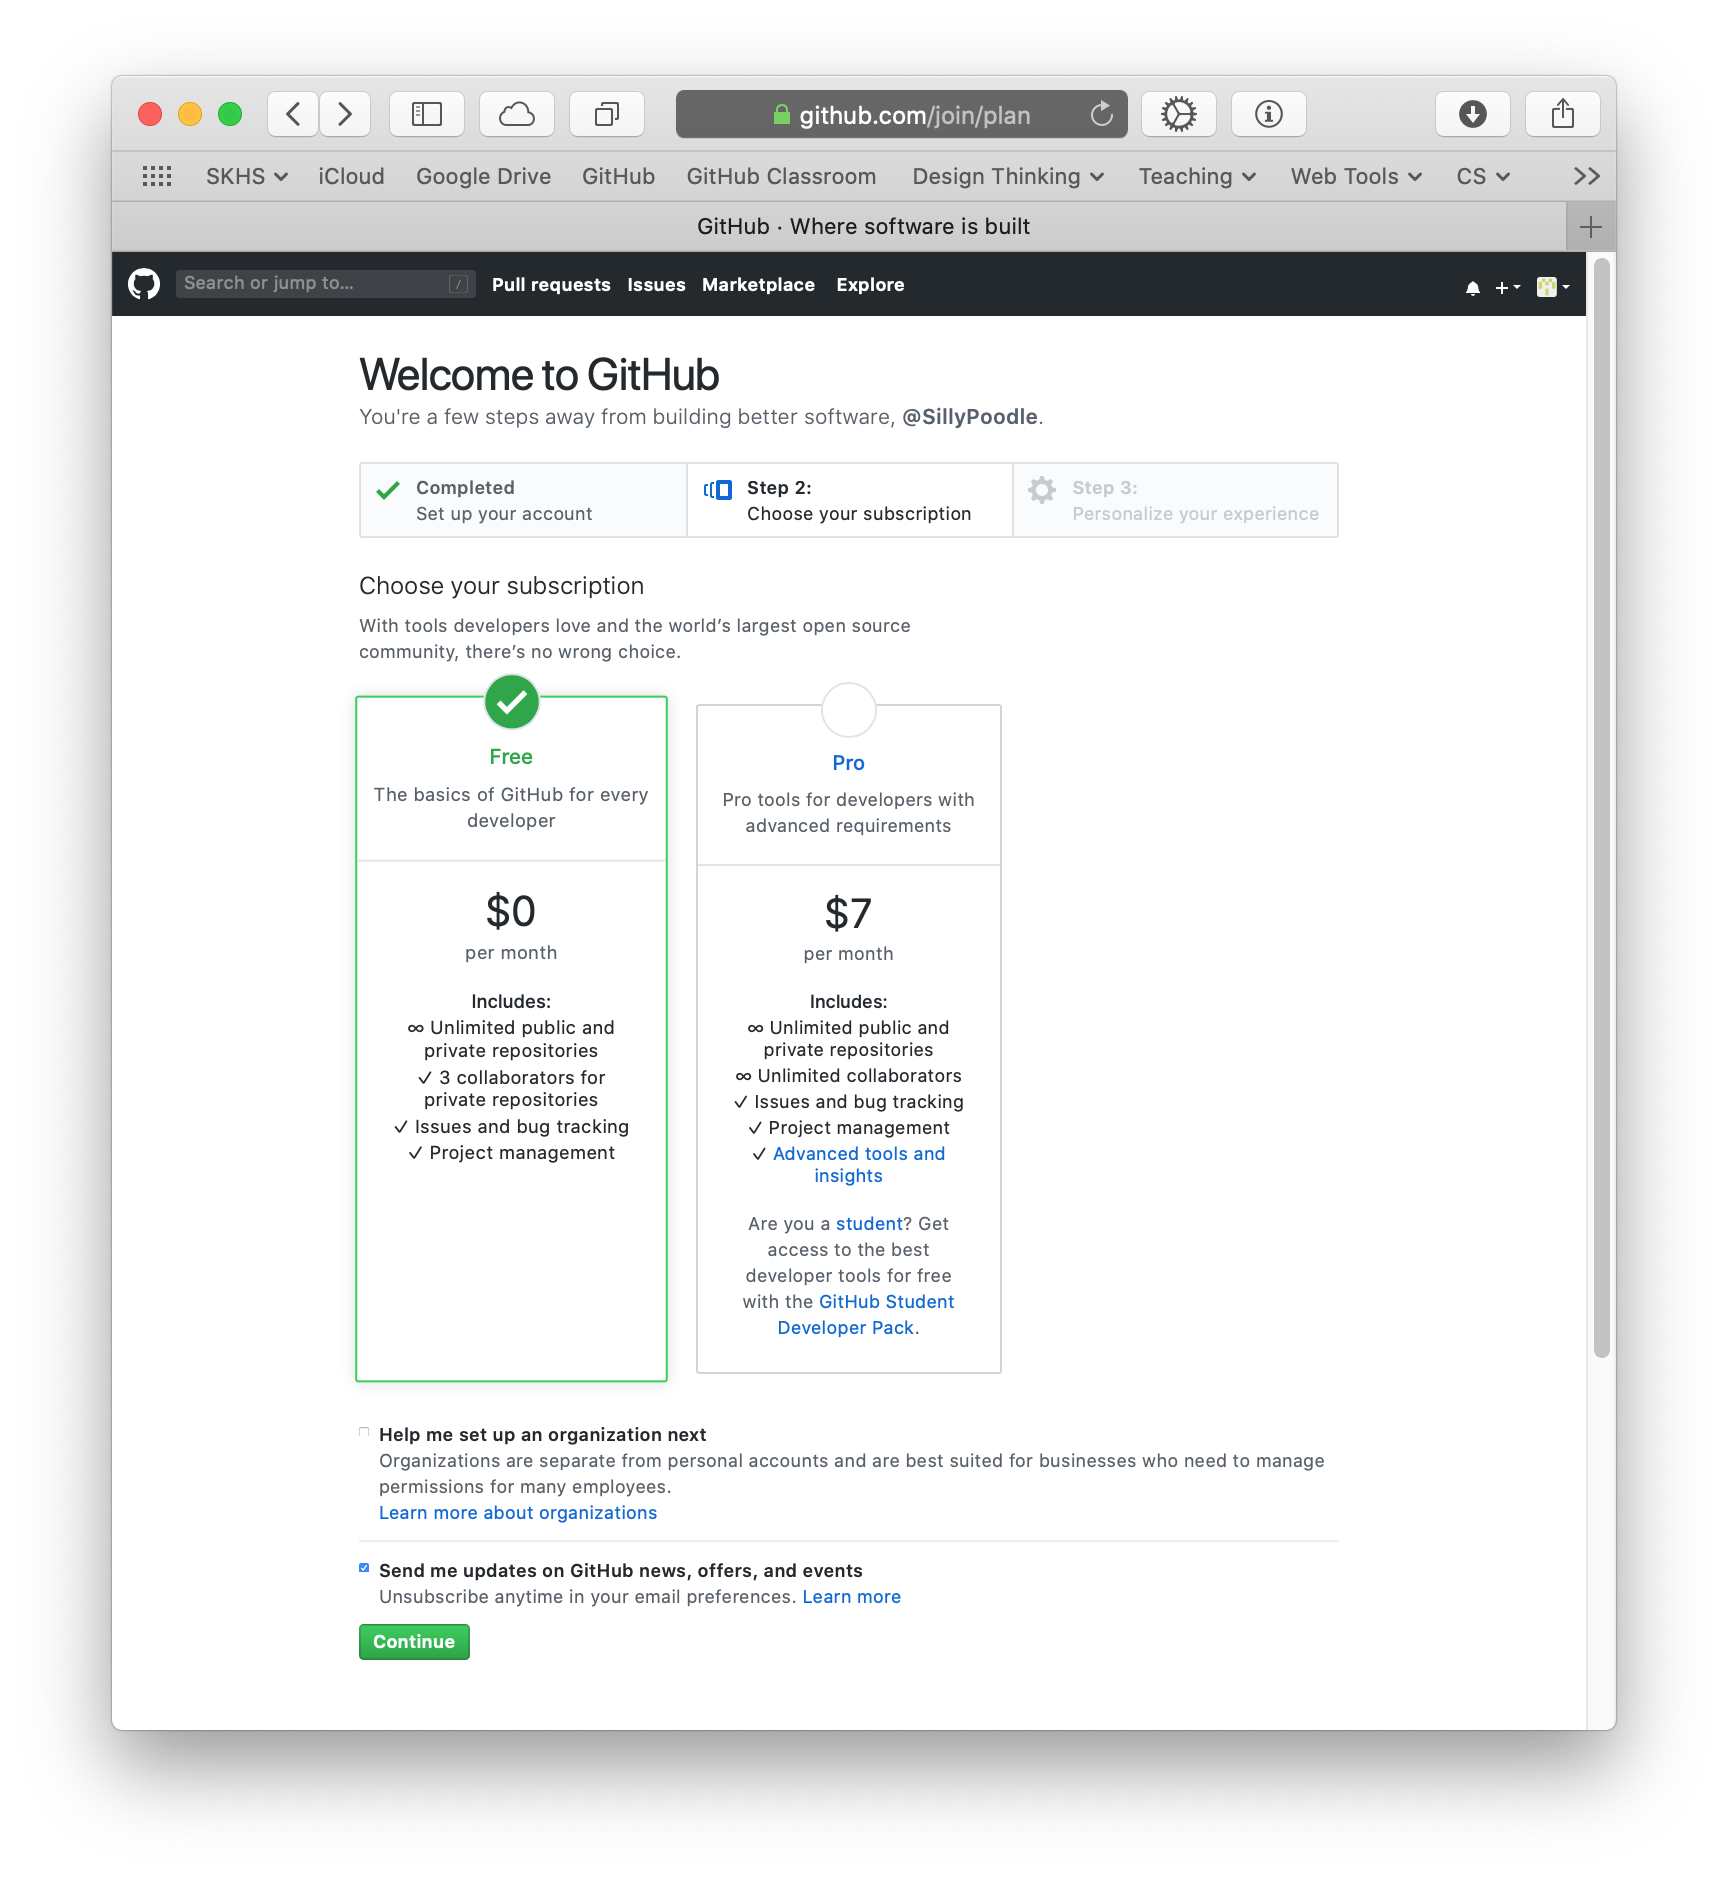 github.com/join/plan
SKHS iCloud Google Drive GitHub GitHub Classroom Design Thinking Teaching Web Tools CS
GitHub · Where software is built
Search or jump to... / Pull requests Issues Marketplace Explore
Welcome to GitHub
You're a few steps away from building better software, @SillyPoodle.
Completed
Set up your account
Step 2:
Choose your subscription
Step 3:
Personalize your experience
Choose your subscription
With tools developers love and the world’s largest open source
community, there’s no wrong choice.
Free
The basics of GitHub for every
developer
$0
per month
Includes:
∞ Unlimited public and
private repositories
✓ 3 collaborators for
private repositories
✓ Issues and bug tracking
✓ Project management
Pro
Pro tools for developers with
advanced requirements
$7
per month
Includes:
∞ Unlimited public and
private repositories
∞ Unlimited collaborators
✓ Issues and bug tracking
✓ Project management
✓ Advanced tools and
insights
Are you a student? Get
access to the best
developer tools for free
with the GitHub Student
Developer Pack.
Help me set up an organization next
Organizations are separate from personal accounts and are best suited for businesses who need to manage
permissions for many employees.
Learn more about organizations
Send me updates on GitHub news, offers, and events
Unsubscribe anytime in your email preferences. Learn more
Continue